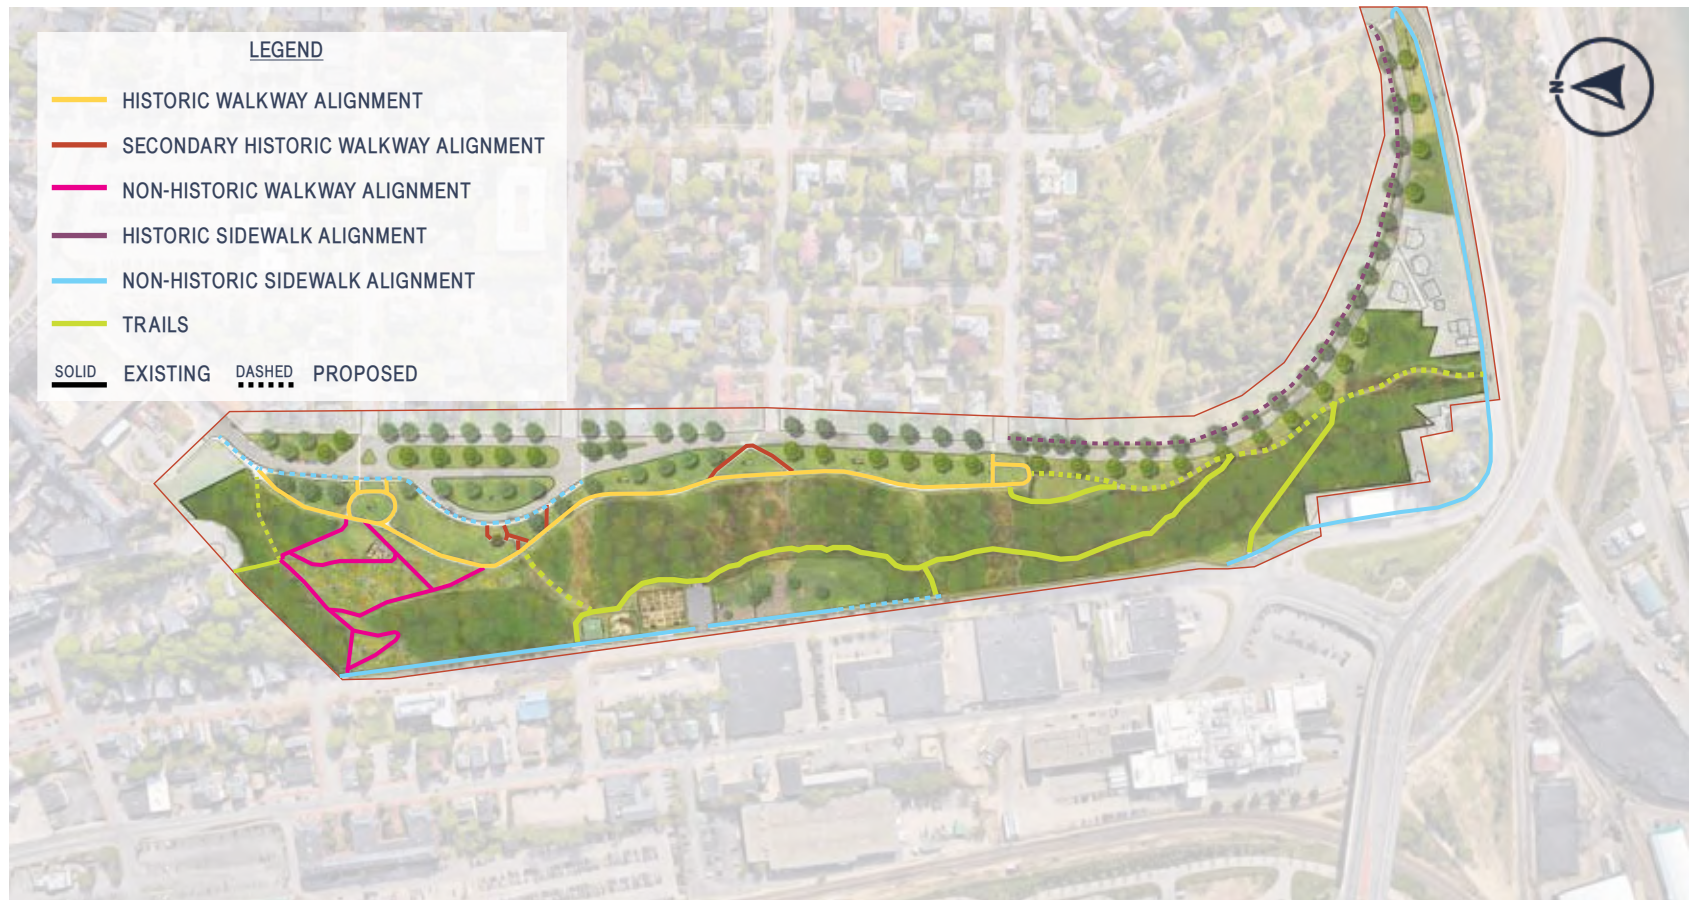 LEGEND
HISTORIC WALKWAY ALIGNMENT
SECONDARY HISTORIC WALKWAY ALIGNMENT
NON-HISTORIC WALKWAY ALIGNMENT
HISTORIC SIDEWALK ALIGNMENT
NON-HISTORIC SIDEWALK ALIGNMENT
TRAILS
SOLID EXISTING DASHED PROPOSED
N